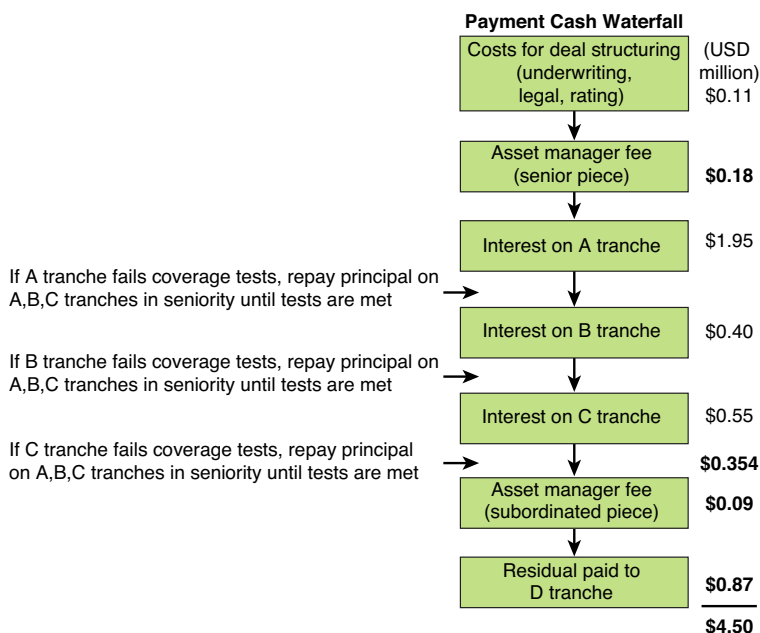 Payment Cash Waterfall
Costs for deal structuring
(underwriting,
legal, rating)
(USD
million)
$0.11
Asset manager fee
(senior piece)
$0.18
Interest on A tranche
$1.95
If A tranche fails coverage tests, repay principal on
A,B,C tranches in seniority until tests are met
Interest on B tranche
$0.40
If B tranche fails coverage tests, repay principal on
A,B,C tranches in seniority until tests are met
Interest on C tranche
$0.55
If C tranche fails coverage tests, repay principal
on A,B,C tranches in seniority until tests are met
$0.354
Asset manager fee
(subordinated piece)
$0.09
Residual paid to
D tranche
$0.87
$4.50